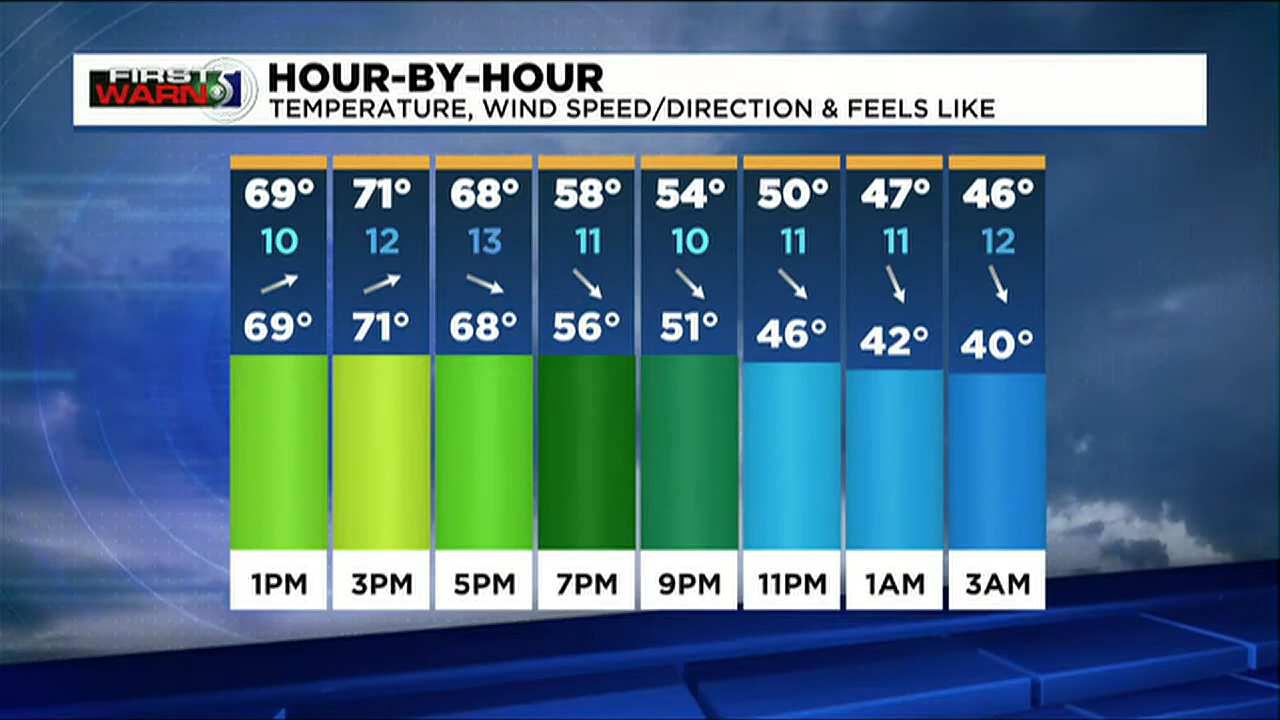 FIRST
WARN 5
HOUR-BY-HOUR
TEMPERATURE, WIND SPEED/DIRECTION & FEELS LIKE
69° 71° 68° 58° 54° 50° 47° 46°
10 12 13 11 10 11 11 12
69° 71° 68° 56° 51° 46° 42° 40°
1PM 3PM 5PM 7PM 9PM 11PM 1AM 3AM